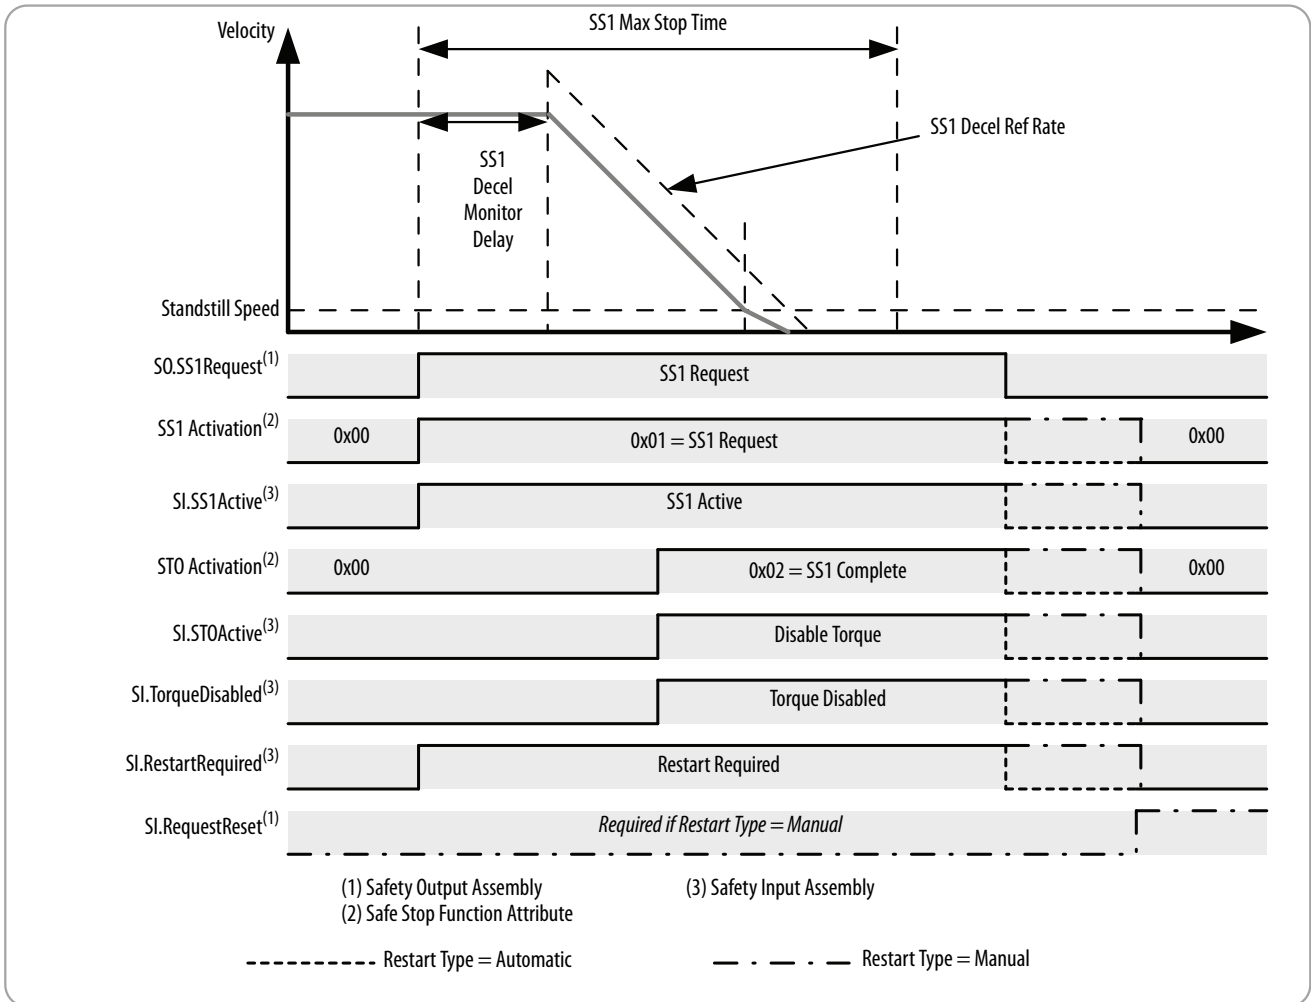 Velocity
SS1 Max Stop Time
SS1 Decel Ref Rate
SS1
Decel
Monitor
Delay
Standstill Speed
SO.SS1Request(1)
SS1 Request
SS1 Activation(2)
0x00
0x01 = SS1 Request
0x00
SI.SS1Active(3)
SS1 Active
STO Activation(2)
0x00
0x02 = SS1 Complete
0x00
SI.STOActive(3)
Disable Torque
SI.TorqueDisabled(3)
Torque Disabled
SI.RestartRequired(3)
Restart Required
SI.RequestReset(1)
Required if Restart Type = Manual
(1) Safety Output Assembly
(3) Safety Input Assembly
(2) Safe Stop Function Attribute
Restart Type = Automatic
Restart Type = Manual